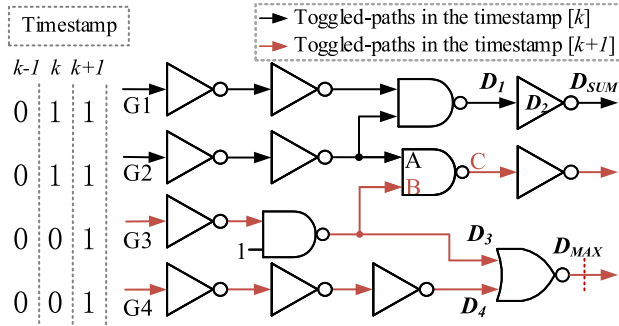 Timestamp
Toggled-paths in the timestamp [k]
Toggled-paths in the timestamp [k+1]
k-1 k k+1
0 1 1
G1
D1
D2
DSUM
0 1 1
G2
A
B
C
0 0 1
G3
1
D3
DMAX
0 0 1
G4
D4